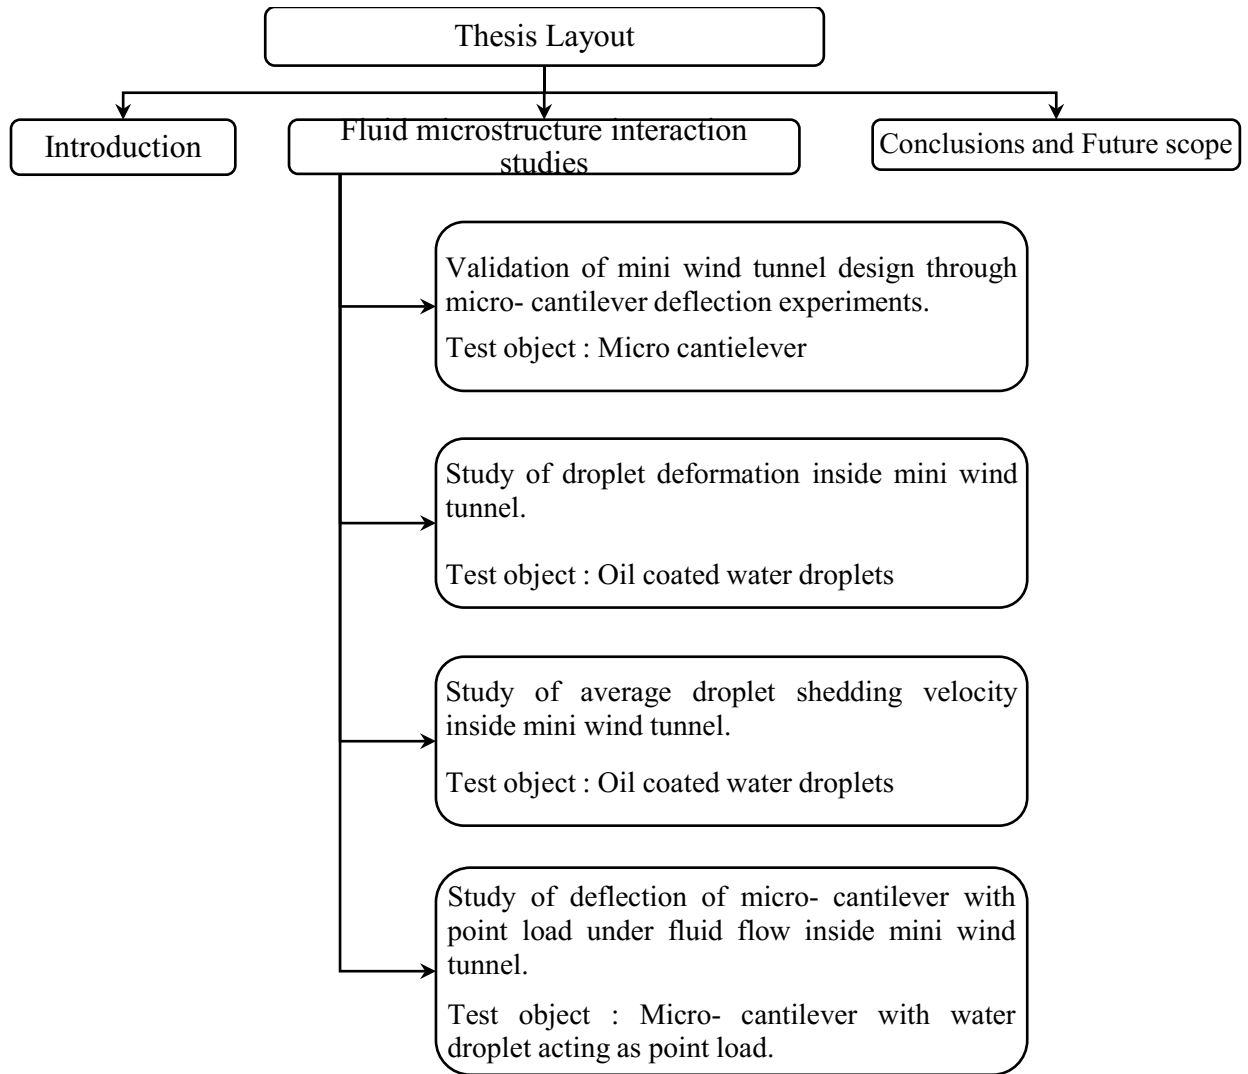 Thesis Layout
Introduction
Fluid microstructure interaction
studies
Conclusions and Future scope
Validation of mini wind tunnel design through
micro- cantilever deflection experiments.
Test object : Micro cantielever
Study of droplet deformation inside mini wind
tunnel.
Test object : Oil coated water droplets
Study of average droplet shedding velocity
inside mini wind tunnel.
Test object : Oil coated water droplets
Study of deflection of micro- cantilever with
point load under fluid flow inside mini wind
tunnel.
Test object : Micro- cantilever with water
droplet acting as point load.